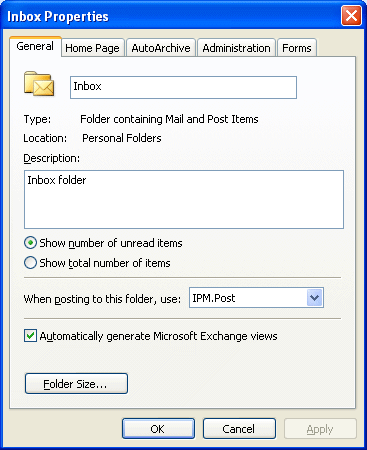 Inbox Properties
General Home Page AutoArchive Administration Forms
Inbox
Type: Folder containing Mail and Post Items
Location: Personal Folders
Description:
Inbox folder
Show number of unread items
Show total number of items
When posting to this folder, use: IPM.Post
Automatically generate Microsoft Exchange views
Folder Size...
OK Cancel Apply